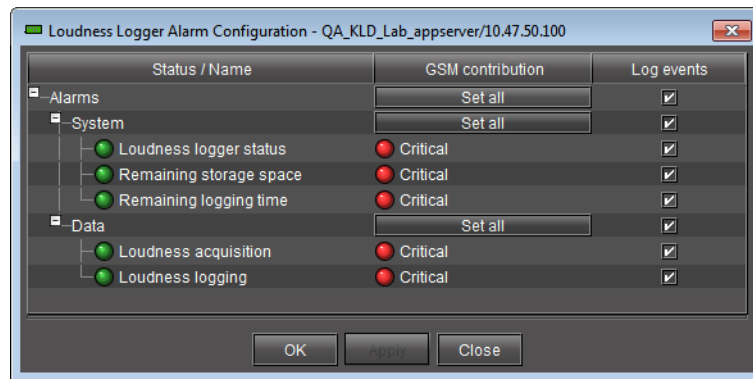 Loudness Logger Alarm Configuration - QA_KLD_Lab_appserver/10.47.50.100
Status / Name GSM contribution Log events
Alarms Set all
System Set all
Loudness logger status Critical
Remaining storage space Critical
Remaining logging time Critical
Data Set all
Loudness acquisition Critical
Loudness logging Critical
OK Apply Close